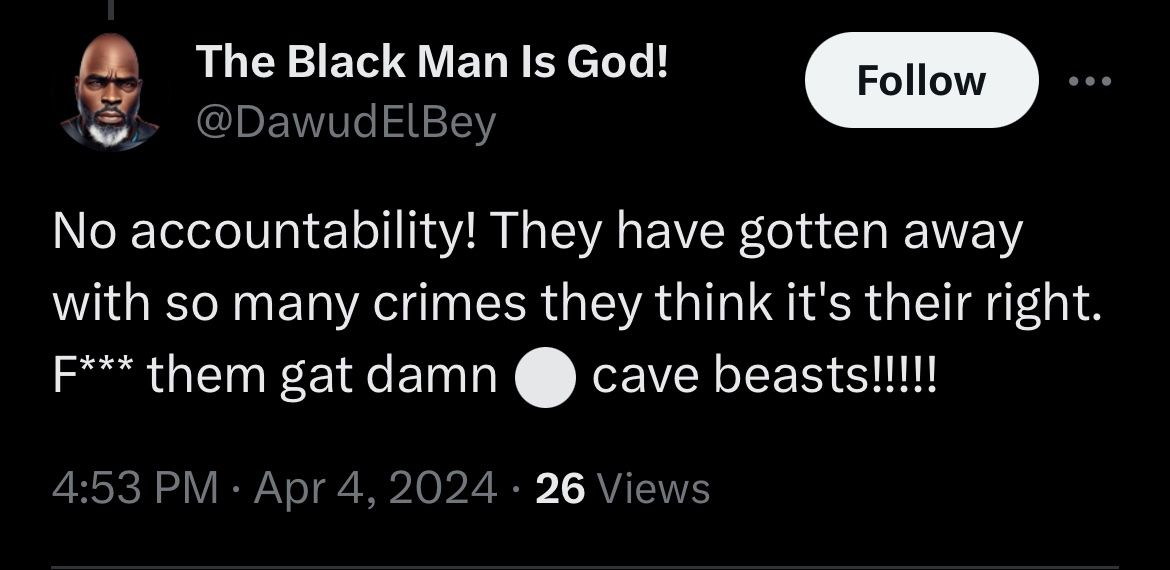 The Black Man Is God!
@DawudElBey
Follow
No accountability! They have gotten away
with so many crimes they think it's their right.
F*** them gat damn ⚪ cave beasts!!!!!
4:53 PM · Apr 4, 2024 · 26 Views